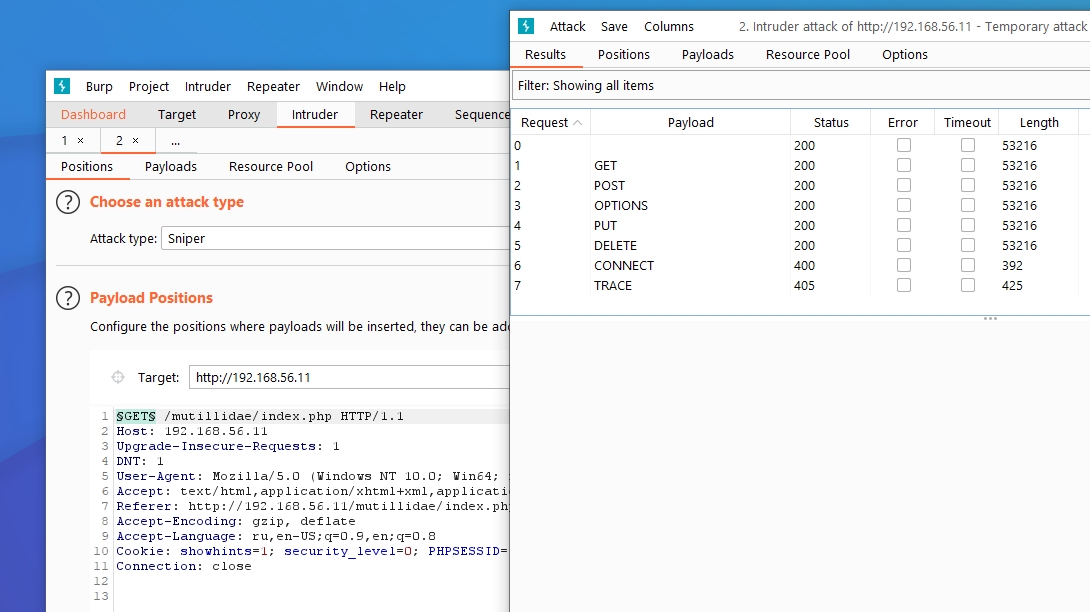 Burp Project Intruder Repeater Window Help
Dashboard Target Proxy Intruder Repeater Sequence
1 × 2 × ...
Positions Payloads Resource Pool Options
? Choose an attack type
Attack type: Sniper
? Payload Positions
Configure the positions where payloads will be inserted, they can be add
Target: http://192.168.56.11
1 §GET§ /mutillidae/index.php HTTP/1.1
2 Host: 192.168.56.11
3 Upgrade-Insecure-Requests: 1
4 DNT: 1
5 User-Agent: Mozilla/5.0 (Windows NT 10.0; Win64;
6 Accept: text/html,application/xhtml+xml,applicati
7 Referer: http://192.168.56.11/mutillidae/index.ph
8 Accept-Encoding: gzip, deflate
9 Accept-Language: ru,en-US;q=0.9,en;q=0.8
10 Cookie: showhints=1; security_level=0; PHPSESSID=
11 Connection: close
12
13
Attack Save Columns 2. Intruder attack of http://192.168.56.11 - Temporary attack
Results Positions Payloads Resource Pool Options
Filter: Showing all items
Request Payload Status Error Timeout Length
0 200 53216
1 GET 200 53216
2 POST 200 53216
3 OPTIONS 200 53216
4 PUT 200 53216
5 DELETE 200 53216
6 CONNECT 400 392
7 TRACE 405 425